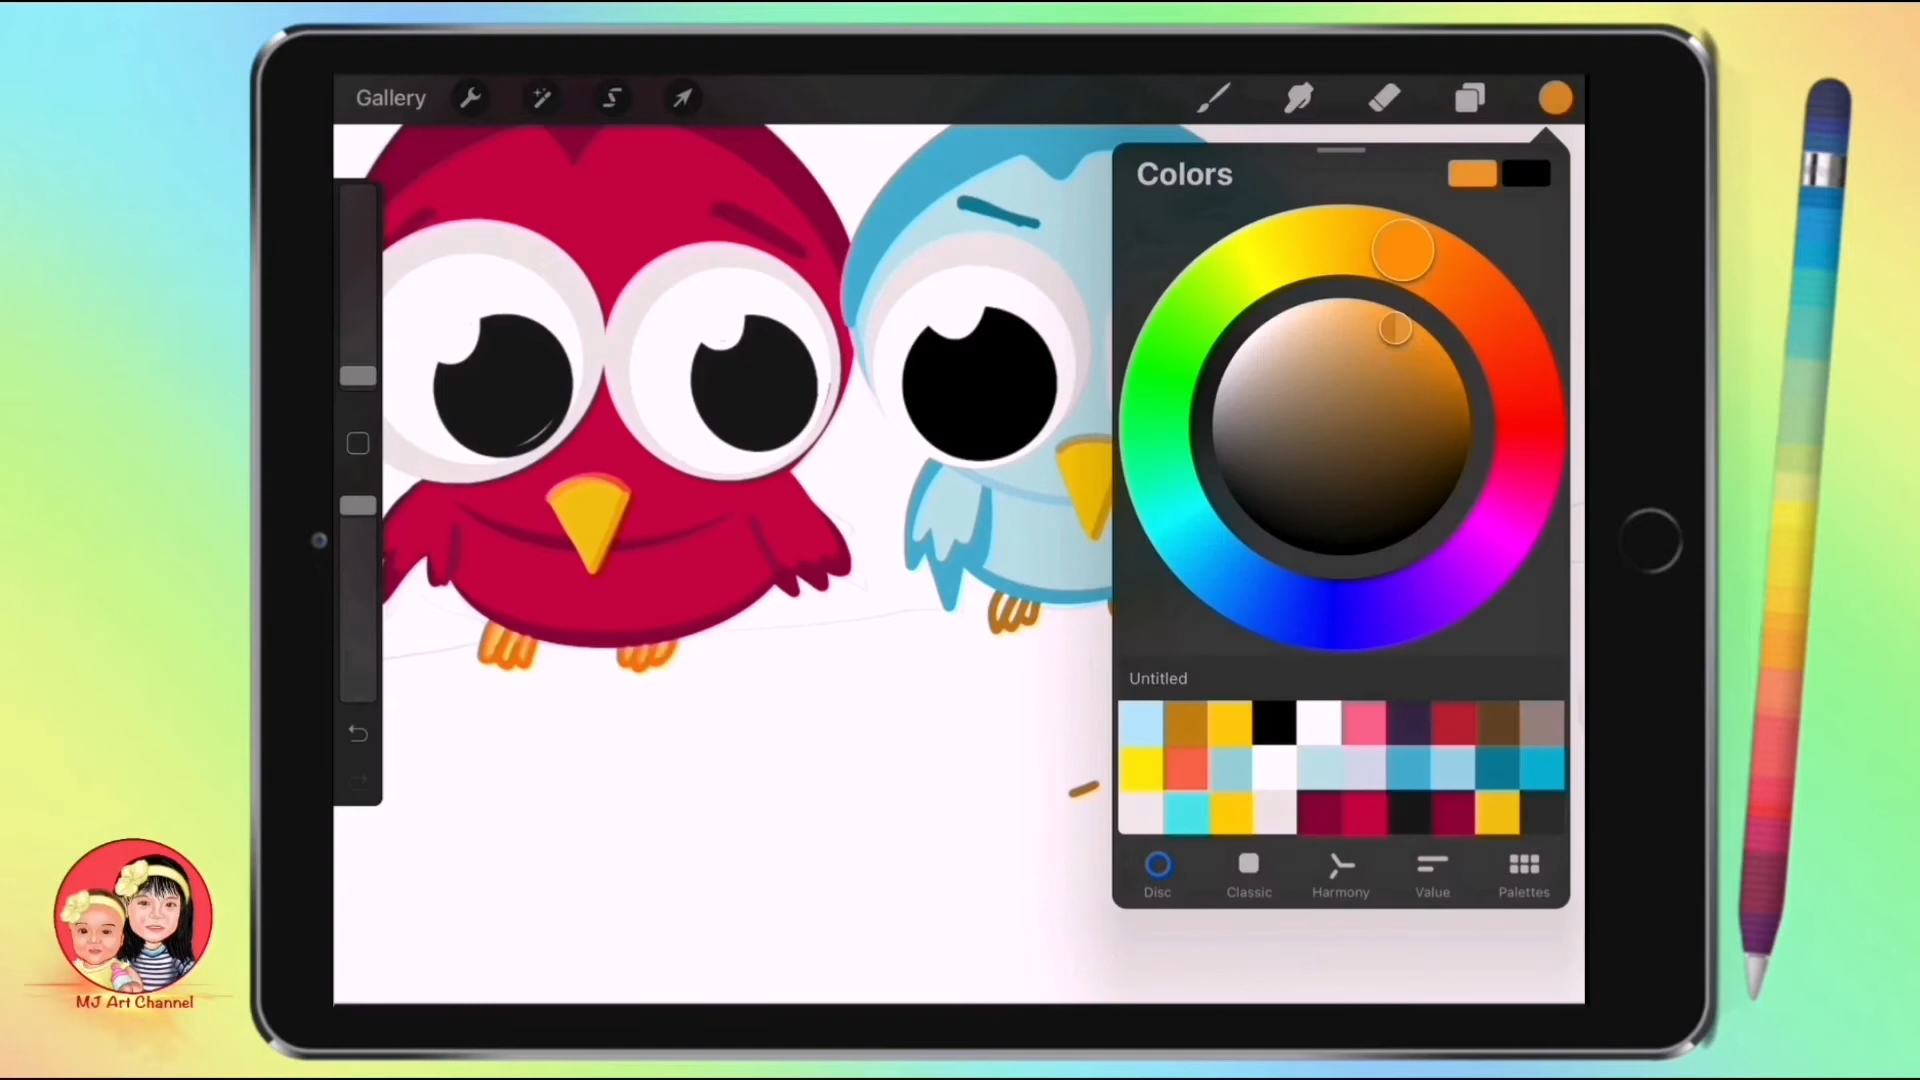 Gallery
Colors
Untitled
Disc
Classic
Harmony
Value
Palettes
MJ Art Channel